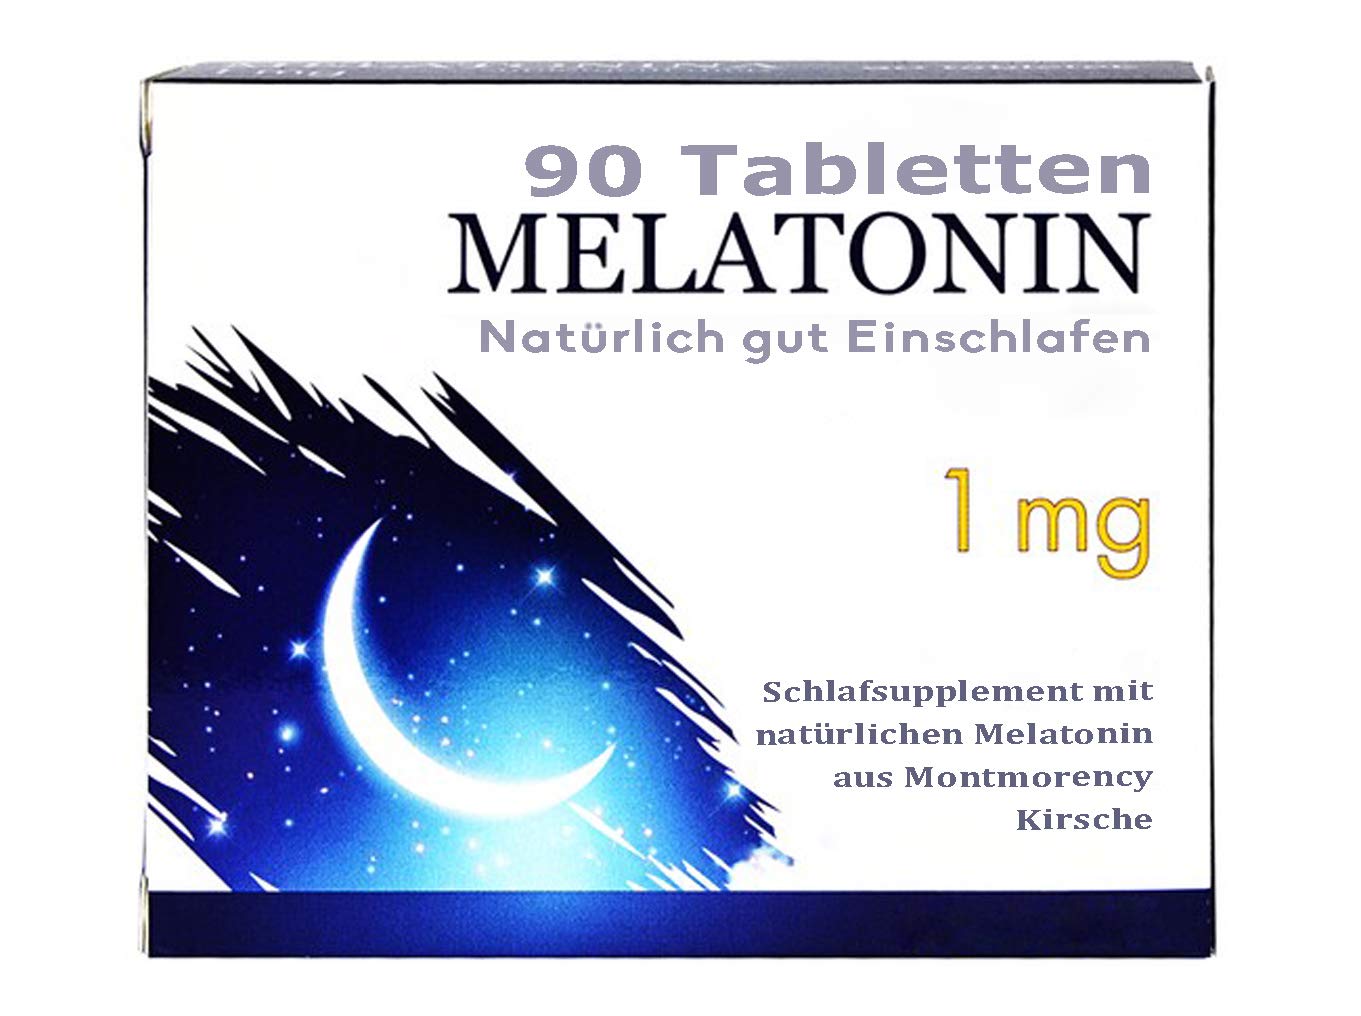 90 Tabletten
MELATONIN
Natürlich gut Einschlafen
1 mg
Schlafsupplement mit
natürlichen Melatonin
aus Montmorency
Kirsche